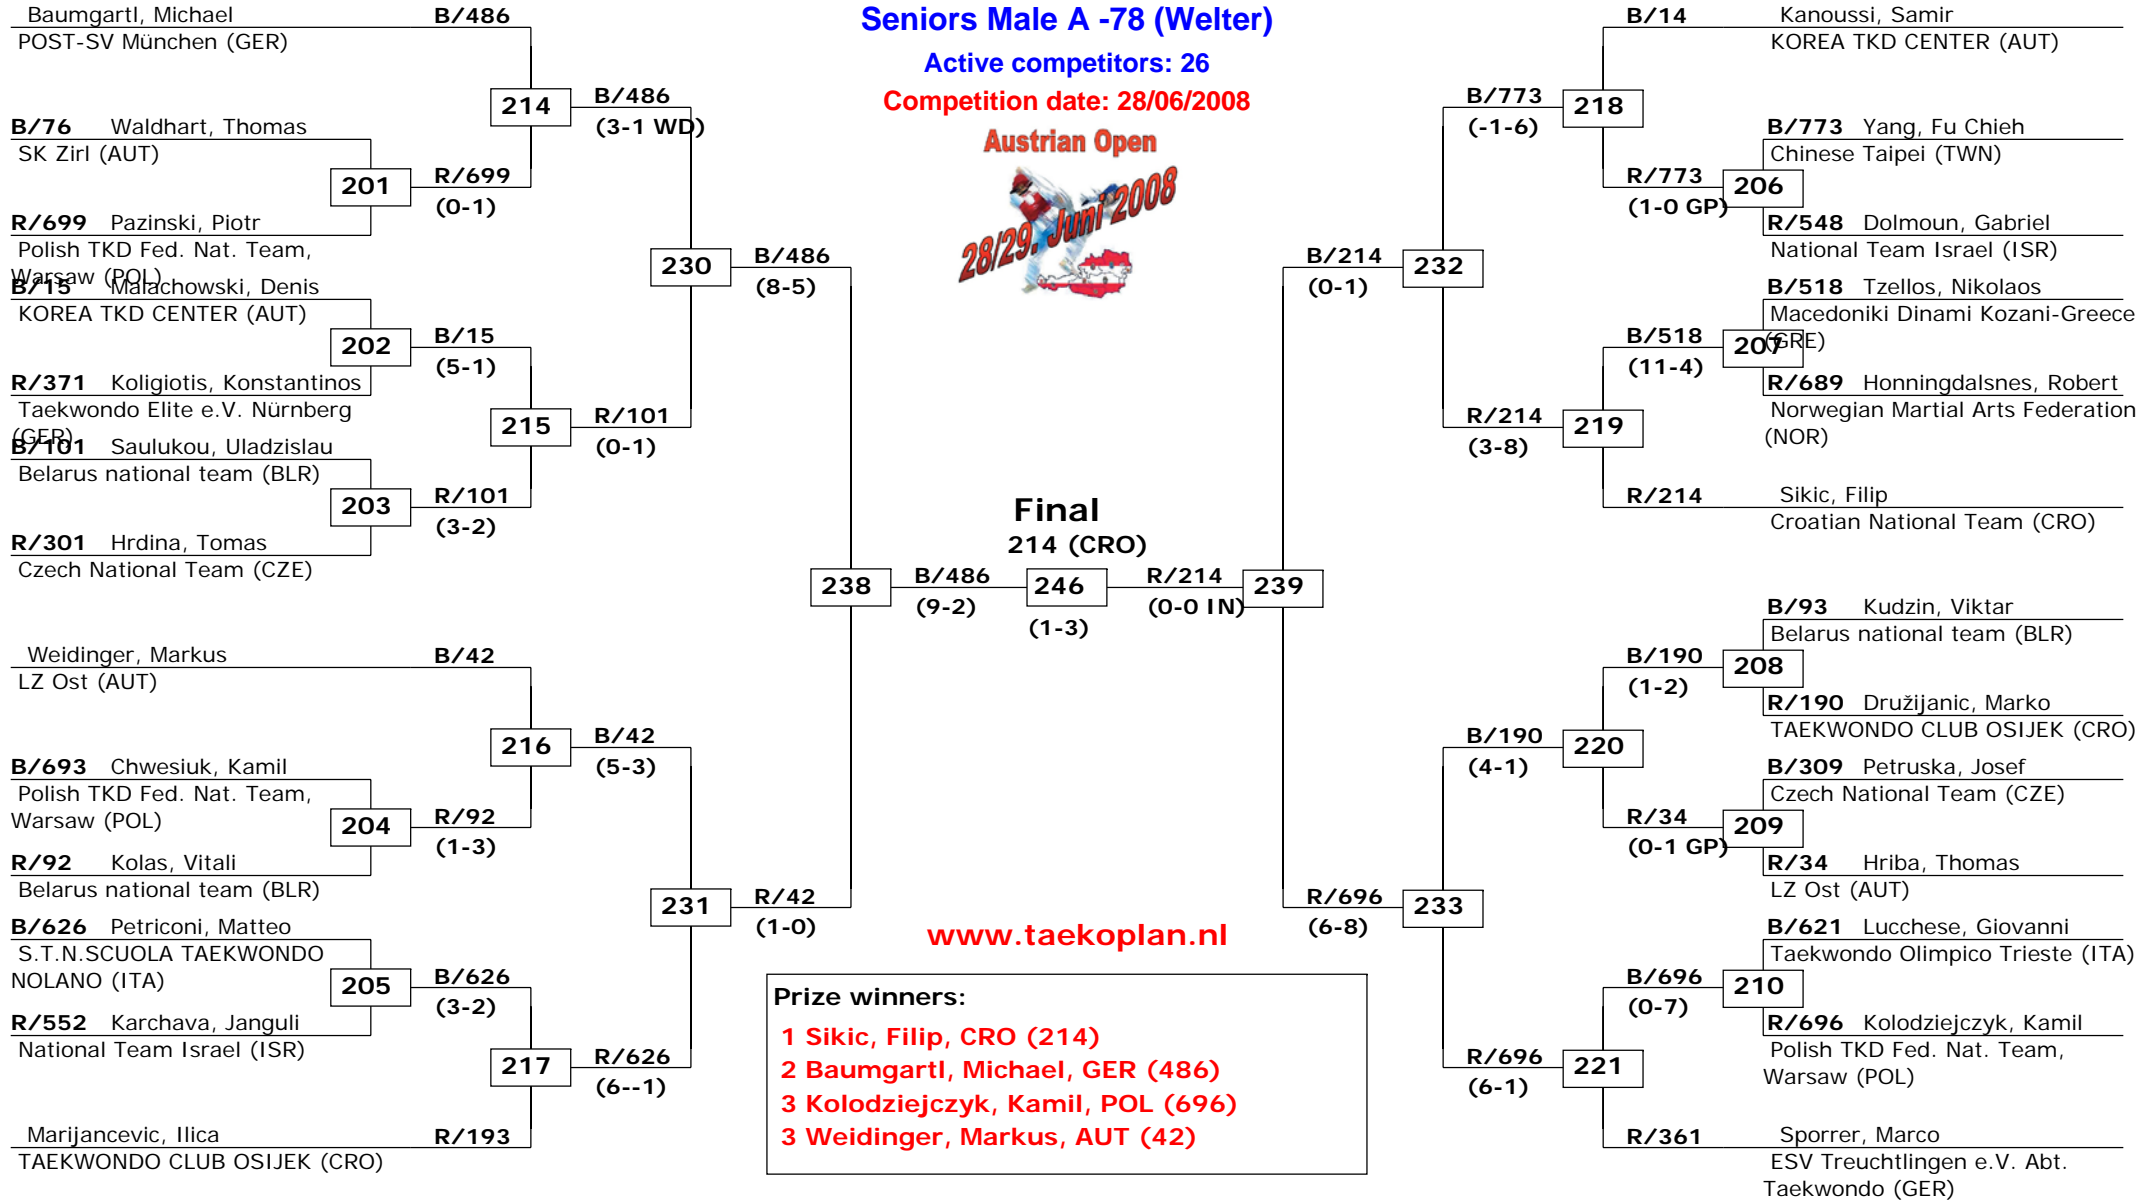 Seniors Male A -78 (Welter)
Active competitors: 26
Competition date: 28/06/2008
Austrian Open
28/29. Juni 2008
Baumgartl, Michael B/486
POST-SV München (GER)
214
B/486
(3-1 WD)
B/76 Waldhart, Thomas
SK Zirl (AUT)
201
R/699
(0-1)
R/699 Pazinski, Piotr
Polish TKD Fed. Nat. Team,
Warsaw (POL)
230
B/486
(8-5)
B/15 Malachowski, Denis
KOREA TKD CENTER (AUT)
202
B/15
(5-1)
R/371 Koligiotis, Konstantinos
Taekwondo Elite e.V. Nürnberg
(GER)
215
R/101
(0-1)
B/101 Saulukou, Uladzislau
Belarus national team (BLR)
203
R/101
(3-2)
R/301 Hrdina, Tomas
Czech National Team (CZE)
238
B/486
(9-2)
Weidinger, Markus B/42
LZ Ost (AUT)
216
B/42
(5-3)
B/693 Chwesiuk, Kamil
Polish TKD Fed. Nat. Team,
Warsaw (POL)
204
R/92
(1-3)
R/92 Kolas, Vitali
Belarus national team (BLR)
231
R/42
(1-0)
B/626 Petriconi, Matteo
S.T.N.SCUOLA TAEKWONDO
NOLANO (ITA)
205
B/626
(3-2)
R/552 Karchava, Janguli
National Team Israel (ISR)
217
R/626
(6--1)
Marijancevic, Ilica R/193
TAEKWONDO CLUB OSIJEK (CRO)
Final
214 (CRO)
246
(1-3)
R/214
(0-0 IN)
239
B/14 Kanoussi, Samir
KOREA TKD CENTER (AUT)
B/773
(-1-6)
218
B/773 Yang, Fu Chieh
Chinese Taipei (TWN)
R/773
(1-0 GP)
206
R/548 Dolmoun, Gabriel
National Team Israel (ISR)
B/214
(0-1)
232
B/518 Tzellos, Nikolaos
Macedoniki Dinami Kozani-Greece
(GRE)
B/518
(11-4)
207
R/689 Honningdalsnes, Robert
Norwegian Martial Arts Federation
(NOR)
R/214
(3-8)
219
R/214 Sikic, Filip
Croatian National Team (CRO)
B/93 Kudzin, Viktar
Belarus national team (BLR)
B/190
(1-2)
208
R/190 Družijanic, Marko
TAEKWONDO CLUB OSIJEK (CRO)
B/190
(4-1)
220
B/309 Petruska, Josef
Czech National Team (CZE)
R/34
(0-1 GP)
209
R/34 Hriba, Thomas
LZ Ost (AUT)
R/696
(6-8)
233
B/621 Lucchese, Giovanni
Taekwondo Olimpico Trieste (ITA)
B/696
(0-7)
210
R/696 Kolodziejczyk, Kamil
Polish TKD Fed. Nat. Team,
Warsaw (POL)
R/696
(6-1)
221
R/361 Sporrer, Marco
ESV Treuchtlingen e.V. Abt.
Taekwondo (GER)
www.taekoplan.nl
Prize winners:
1 Sikic, Filip, CRO (214)
2 Baumgartl, Michael, GER (486)
3 Kolodziejczyk, Kamil, POL (696)
3 Weidinger, Markus, AUT (42)